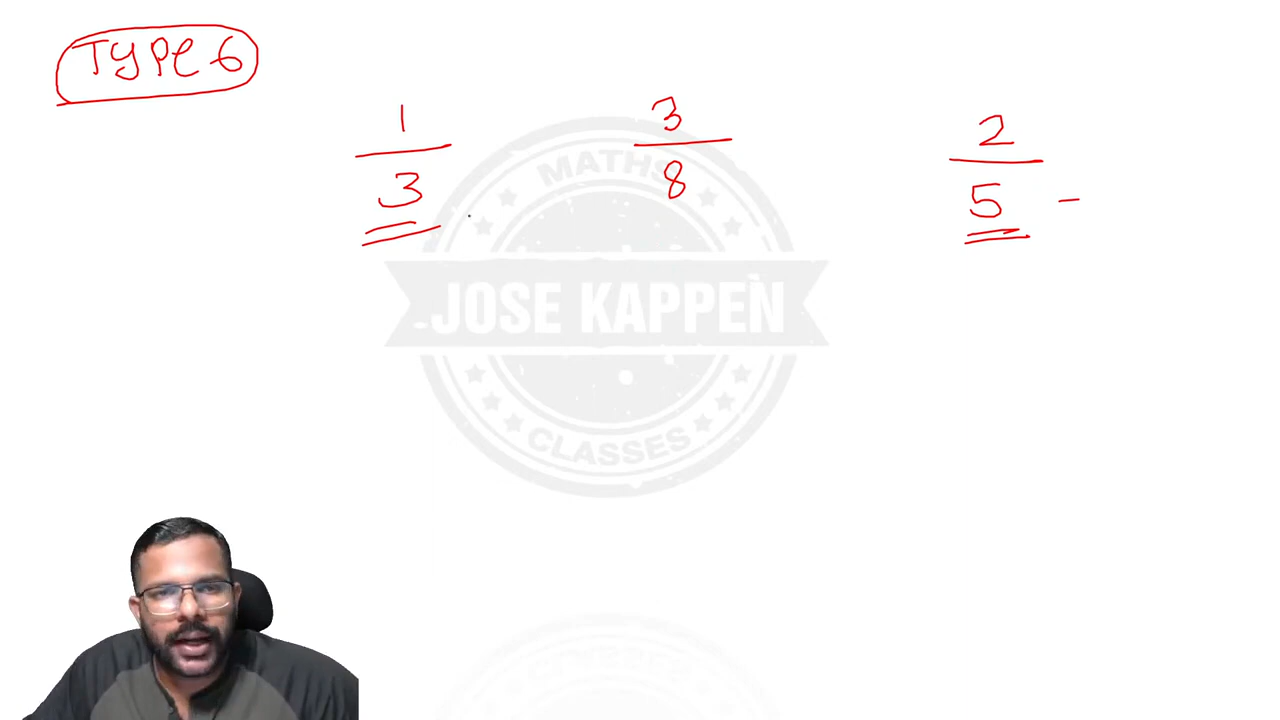 TYPE 6
1 3 2
3 8 5 -
MATHS
JOSE KAPPEN
CLASSES